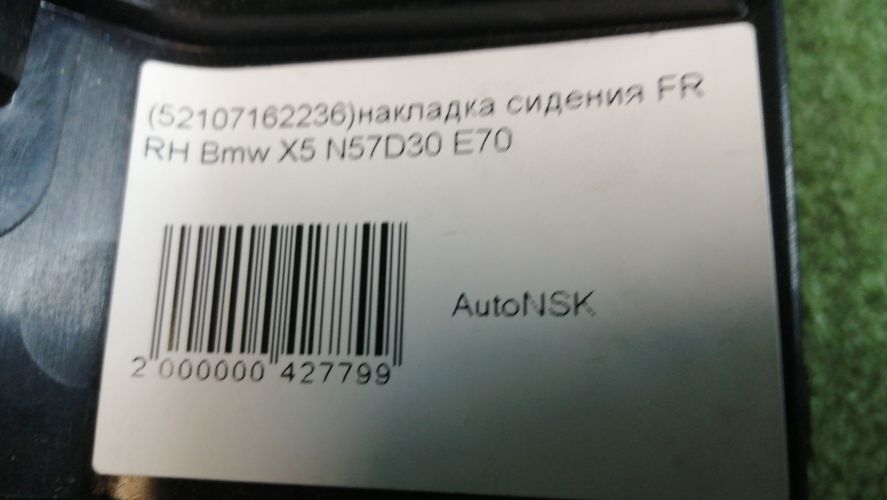 (52107162236)накладка сидения FR
RH Bmw X5 N57D30 E70
AutoNSK
2 000000 427799